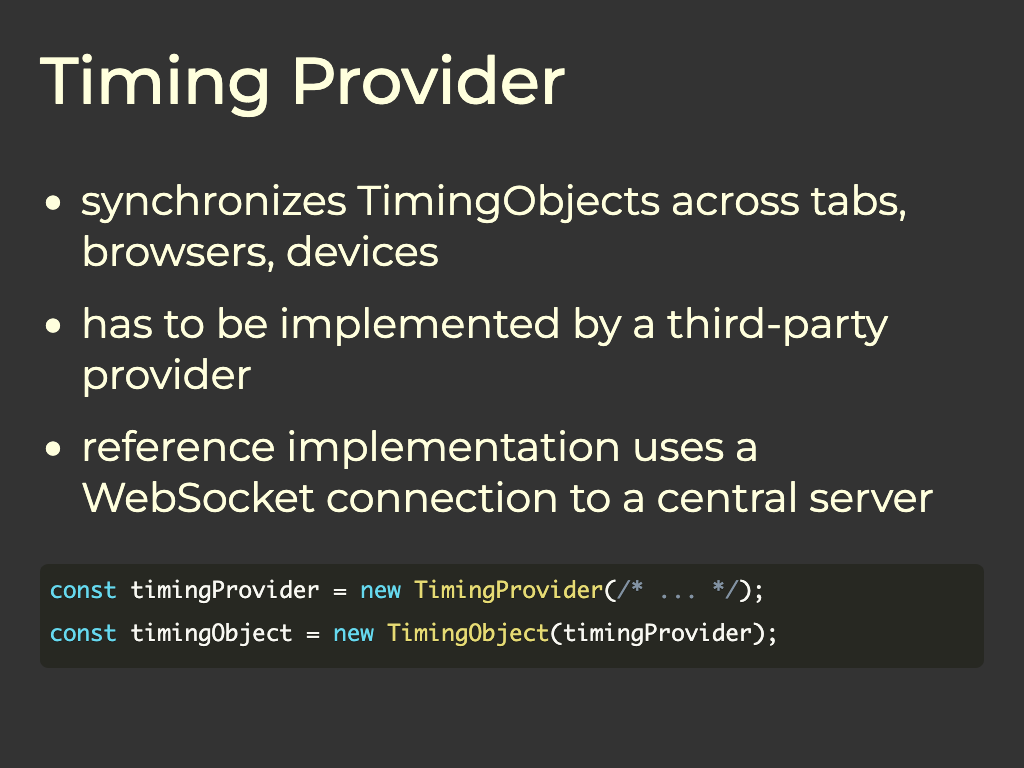 Timing Provider
• synchronizes TimingObjects across tabs,
browsers, devices
• has to be implemented by a third-party
provider
• reference implementation uses a
WebSocket connection to a central server
const timingProvider = new TimingProvider(/* ... */);
const timingObject = new TimingObject(timingProvider);